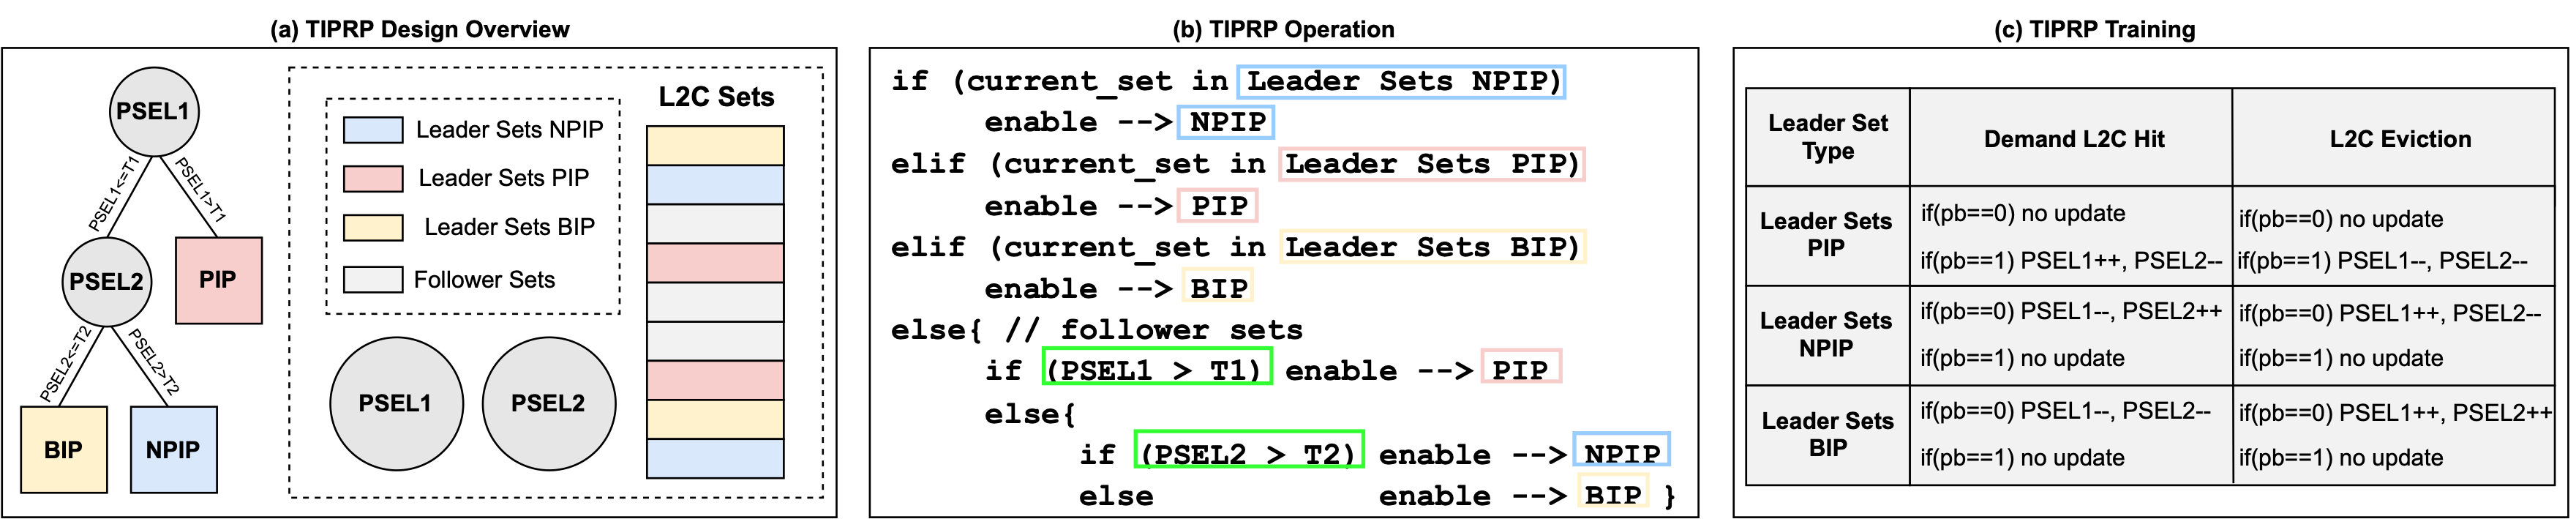 (a) TIPRP Design Overview
PSEL1
PSEL1<=T1
PSEL1>T1
PSEL2
PIP
PSEL2<=T2
PSEL2>T2
BIP
NPIP
Leader Sets NPIP
Leader Sets PIP
Leader Sets BIP
Follower Sets
PSEL1
PSEL2
L2C Sets
(b) TIPRP Operation
if (current_set in Leader Sets NPIP)
enable --> NPIP
elif (current_set in Leader Sets PIP)
enable --> PIP
elif (current_set in Leader Sets BIP)
enable --> BIP
else{ // follower sets
if (PSEL1 > T1) enable --> PIP
else{
if (PSEL2 > T2) enable --> NPIP
else enable --> BIP }
(c) TIPRP Training
Leader Set
Type
Demand L2C Hit
L2C Eviction
Leader Sets
PIP
if(pb==0) no update
if(pb==1) PSEL1++, PSEL2--
if(pb==0) no update
if(pb==1) PSEL1--, PSEL2--
Leader Sets
NPIP
if(pb==0) PSEL1--, PSEL2++
if(pb==1) no update
if(pb==0) PSEL1++, PSEL2--
if(pb==1) no update
Leader Sets
BIP
if(pb==0) PSEL1--, PSEL2--
if(pb==1) no update
if(pb==0) PSEL1++, PSEL2++
if(pb==1) no update